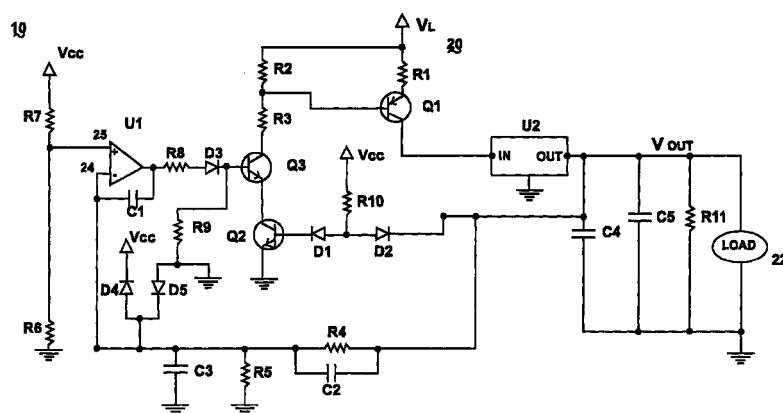 10
Vcc
VL
20
R2
R1
R7
U1
Q1
25
R3
U2
24
R8
D3
Q3
IN
OUT
V OUT
Vcc
C1
R10
R9
Q2
C4
C5
R11
LOAD
22
Vcc
D1
D2
D4
D5
R6
R4
C3
R5
C2